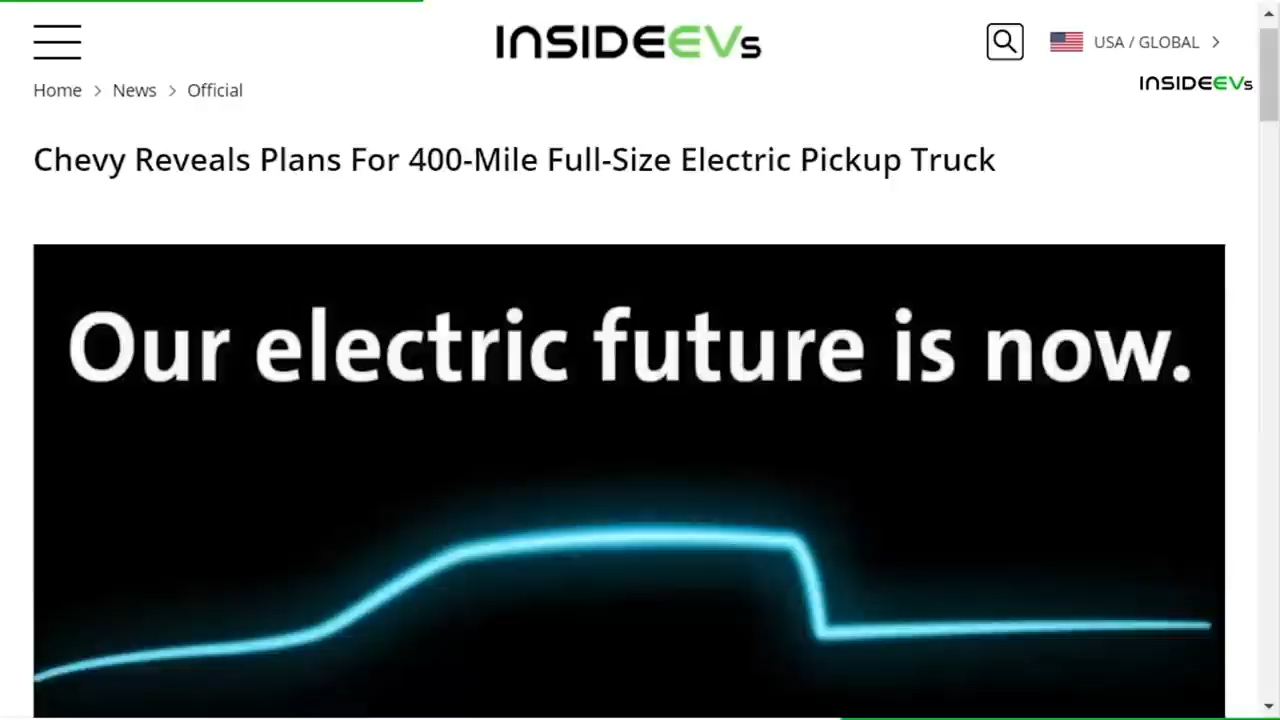 INSIDEEVs
USA / GLOBAL
Home > News > Official
INSIDEEVs
Chevy Reveals Plans For 400-Mile Full-Size Electric Pickup Truck
Our electric future is now.